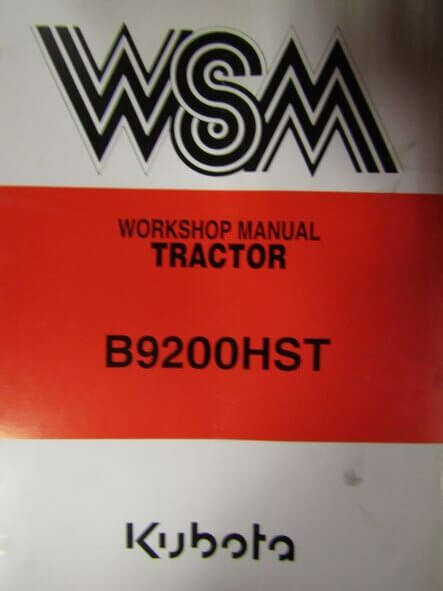 WSM
WORKSHOP MANUAL
TRACTOR
B9200HST
Kubota